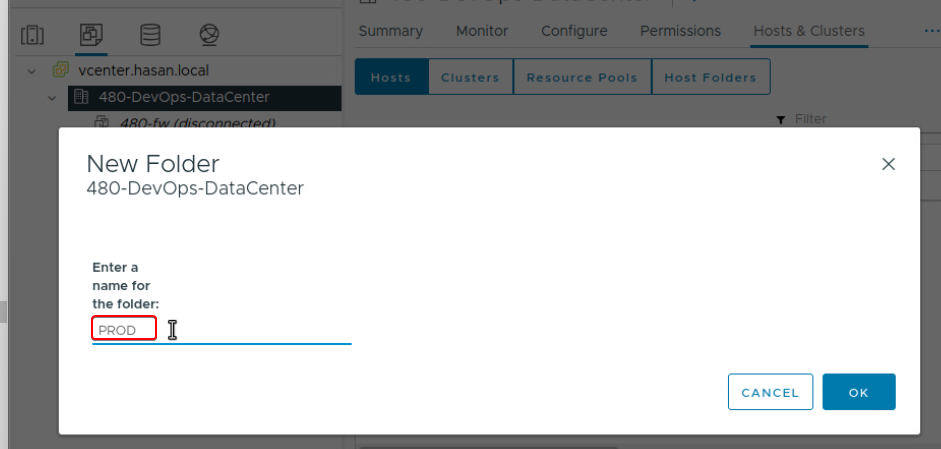 Summary Monitor Configure Permissions Hosts & Clusters ...
vcenter.hasan.local
Hosts Clusters Resource Pools Host Folders
480-DevOps-DataCenter
480-fw (disconnected)
Filter
New Folder
480-DevOps-DataCenter
Enter a
name for
the folder:
PROD
CANCEL OK